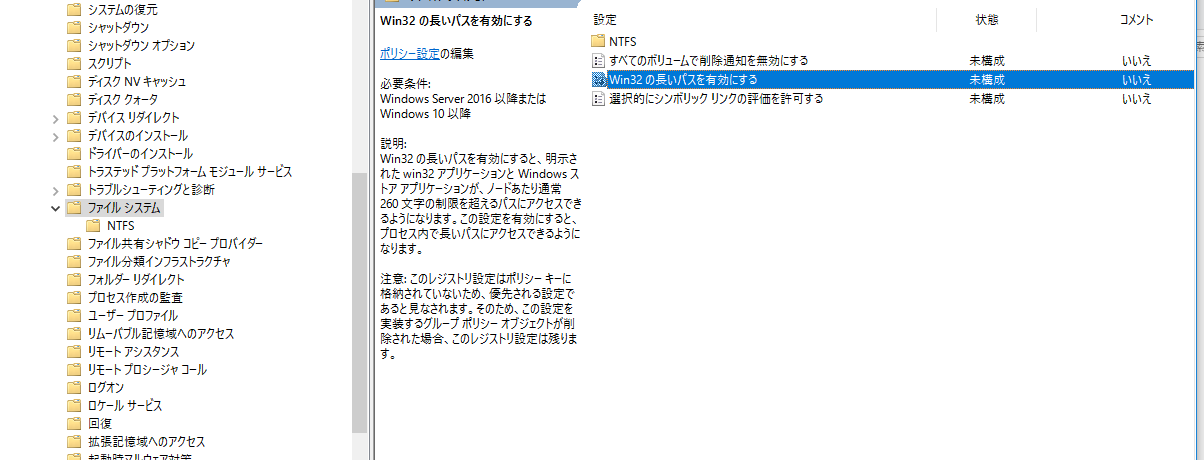 システムの復元
シャットダウン
シャットダウン オプション
スクリプト
ディスク NV キャッシュ
ディスク クォータ
デバイス リダイレクト
デバイスのインストール
ドライバーのインストール
トラステッド プラットフォーム モジュール サービス
トラブルシューティングと診断
ファイル システム
NTFS
ファイル共有シャドウ コピー プロバイダー
ファイル分類インフラストラクチャ
フォルダー リダイレクト
プロセス作成の監査
ユーザー プロファイル
リムーバブル記憶域へのアクセス
リモート アシスタンス
リモート プロシージャ コール
ログオン
ロケール サービス
回復
拡張記憶域へのアクセス
起動時マルウェア対策
Win32 の長いパスを有効にする
ポリシー設定の編集
必要条件:
Windows Server 2016 以降または
Windows 10 以降
説明:
Win32 の長いパスを有効にすると、明示さ
れた win32 アプリケーションと Windows ス
トア アプリケーションが、ノードあたり通常
260 文字の制限を超えるパスにアクセスでき
るようになります。この設定を有効にすると、
プロセス内で長いパスにアクセスできるように
なります。
注意: このレジストリ設定はポリシー キーに
格納されていないため、優先される設定で
あると見なされます。そのため、この設定を
実装するグループ ポリシー オブジェクトが削
除された場合、このレジストリ設定は残りま
す。
設定 状態 コメント
NTFS
すべてのボリュームで削除通知を無効にする 未構成 いいえ
Win32 の長いパスを有効にする 未構成 いいえ
選択的にシンボリック リンクの評価を許可する 未構成 いいえ